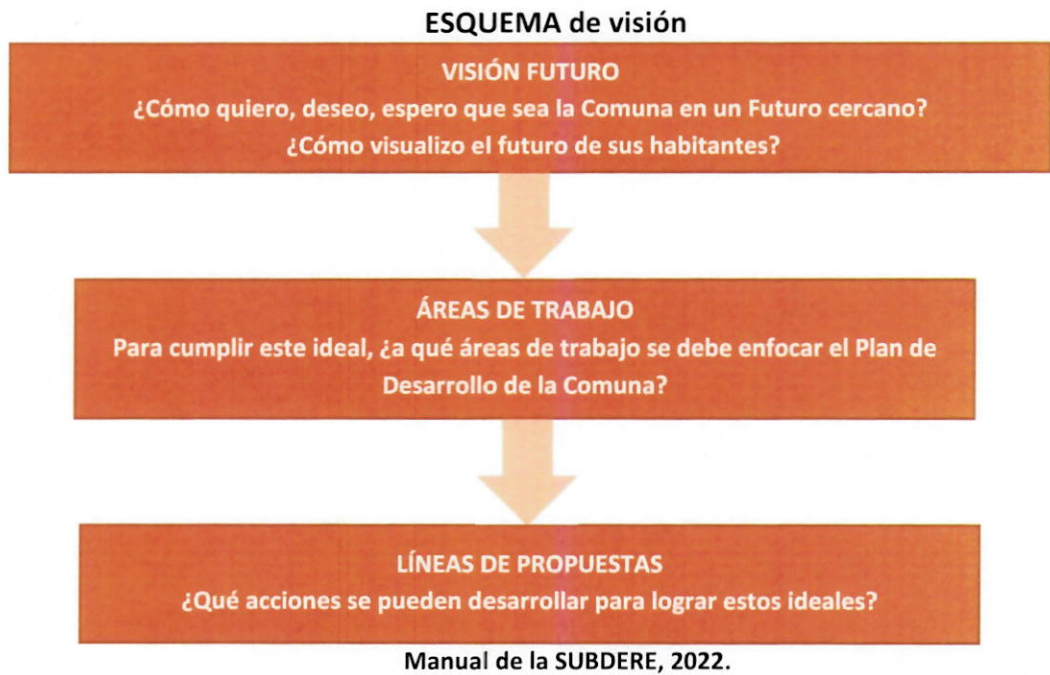 ESQUEMA de visión
VISIÓN FUTURO
¿Cómo quiero, deseo, espero que sea la Comuna en un Futuro cercano?
¿Cómo visualizo el futuro de sus habitantes?
ÁREAS DE TRABAJO
Para cumplir este ideal, ¿a qué áreas de trabajo se debe enfocar el Plan de
Desarrollo de la Comuna?
LÍNEAS DE PROPUESTAS
¿Qué acciones se pueden desarrollar para lograr estos ideales?
Manual de la SUBDERE, 2022.